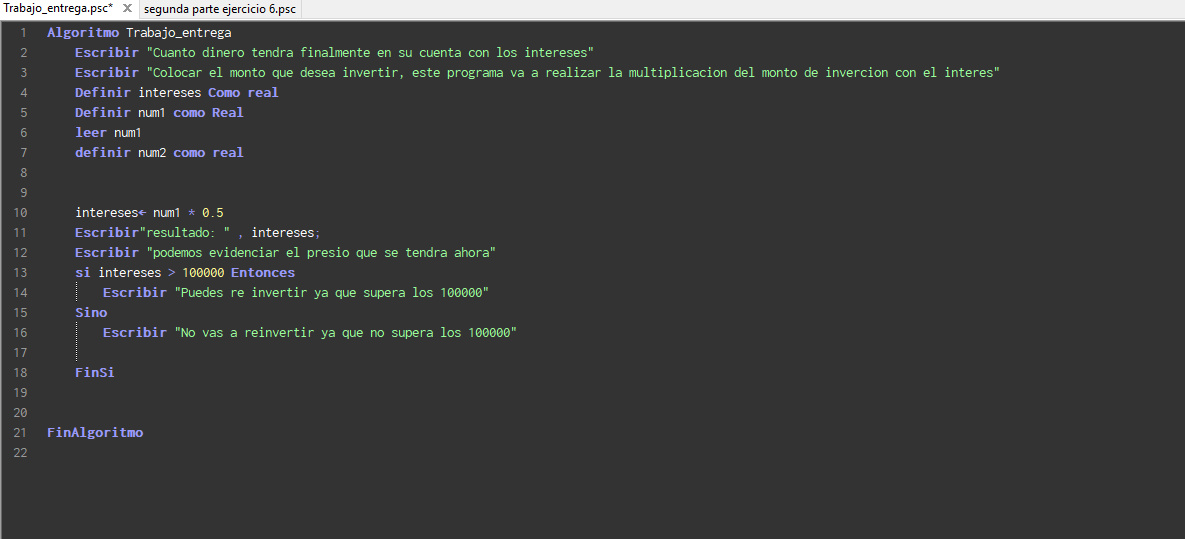 Trabajo_entrega.psc* X segunda parte ejercicio 6.psc
1 Algoritmo Trabajo_entrega
2 Escribir "Cuanto dinero tendra finalmente en su cuenta con los intereses"
3 Escribir "Colocar el monto que desea invertir, este programa va a realizar la multiplicacion del monto de invercion con el interes"
4 Definir intereses Como real
5 Definir num1 como Real
6 leer num1
7 definir num2 como real
8
9
10 intereses← num1 * 0.5
11 Escribir"resultado: " , intereses;
12 Escribir "podemos evidenciar el presio que se tendra ahora"
13 si intereses > 100000 Entonces
14 Escribir "Puedes re invertir ya que supera los 100000"
15 Sino
16 Escribir "No vas a reinvertir ya que no supera los 100000"
17
18 FinSi
19
20
21 FinAlgoritmo
22